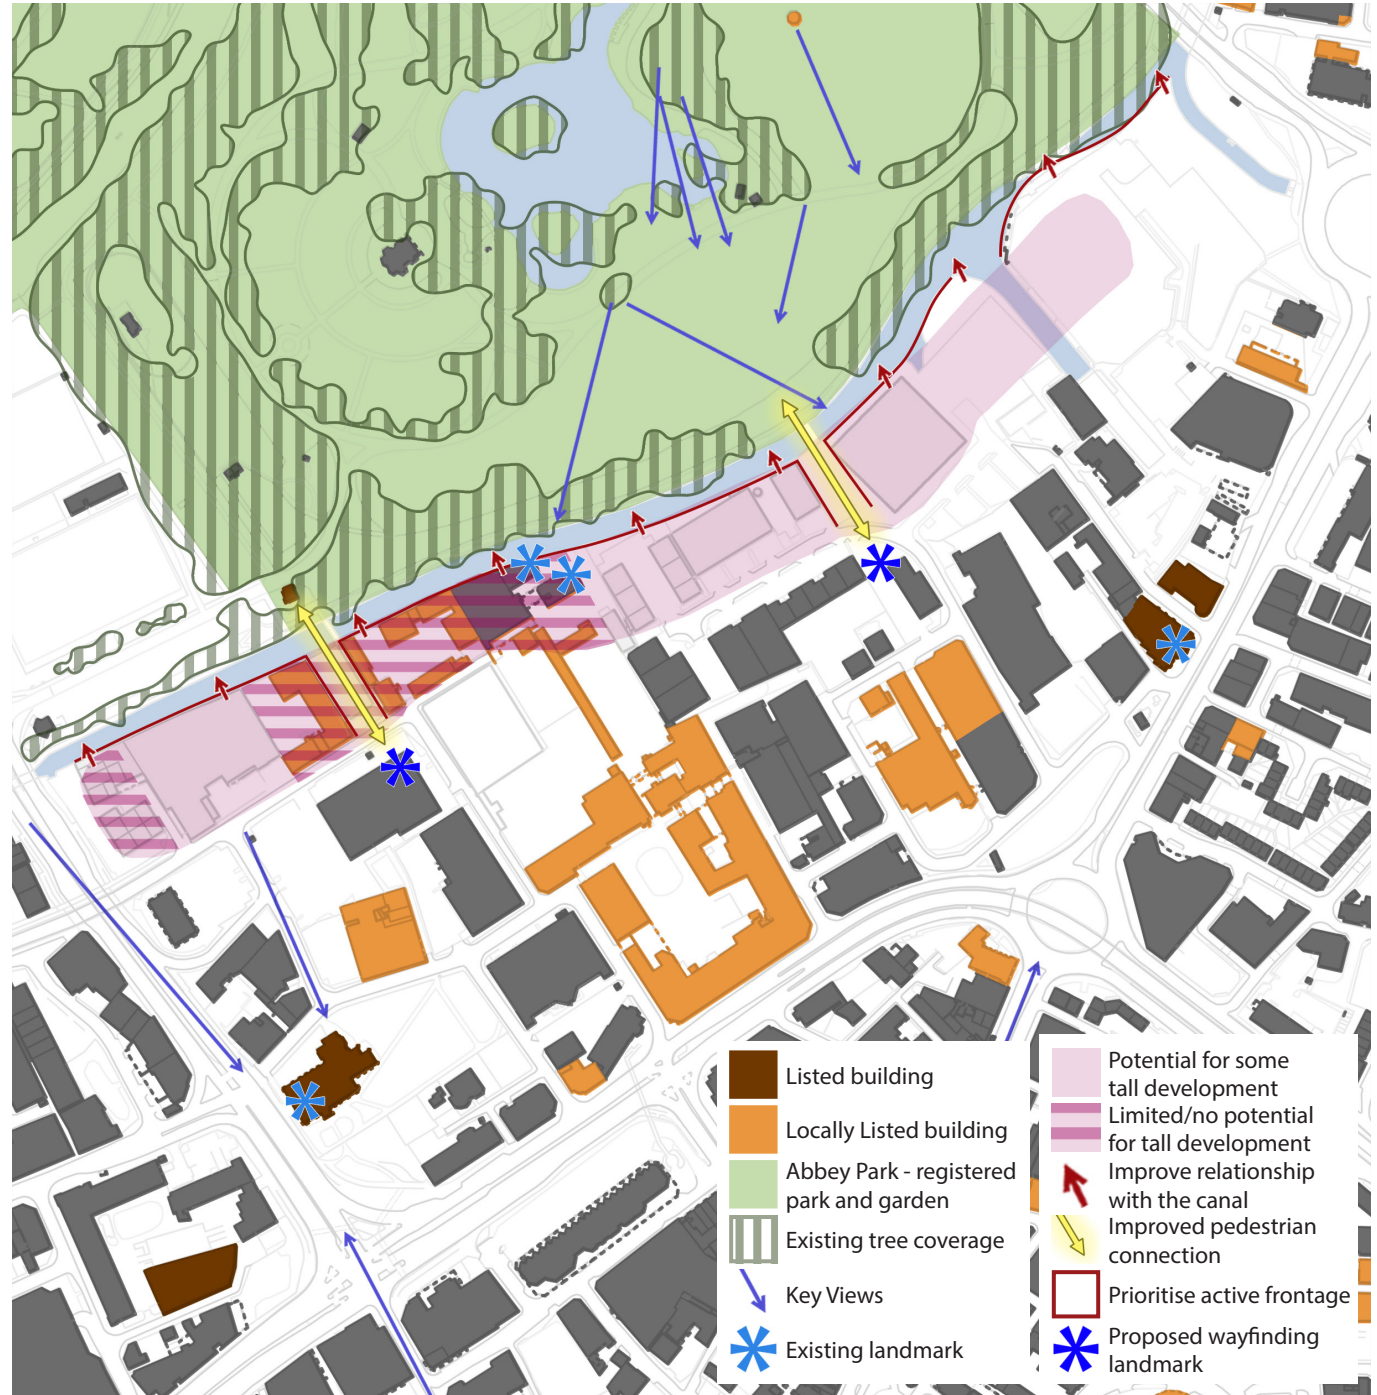 Listed building
Locally Listed building
Abbey Park - registered
park and garden
Existing tree coverage
Key Views
Existing landmark
Potential for some
tall development
Limited/no potential
for tall development
Improve relationship
with the canal
Improved pedestrian
connection
Prioritise active frontage
Proposed wayfinding
landmark